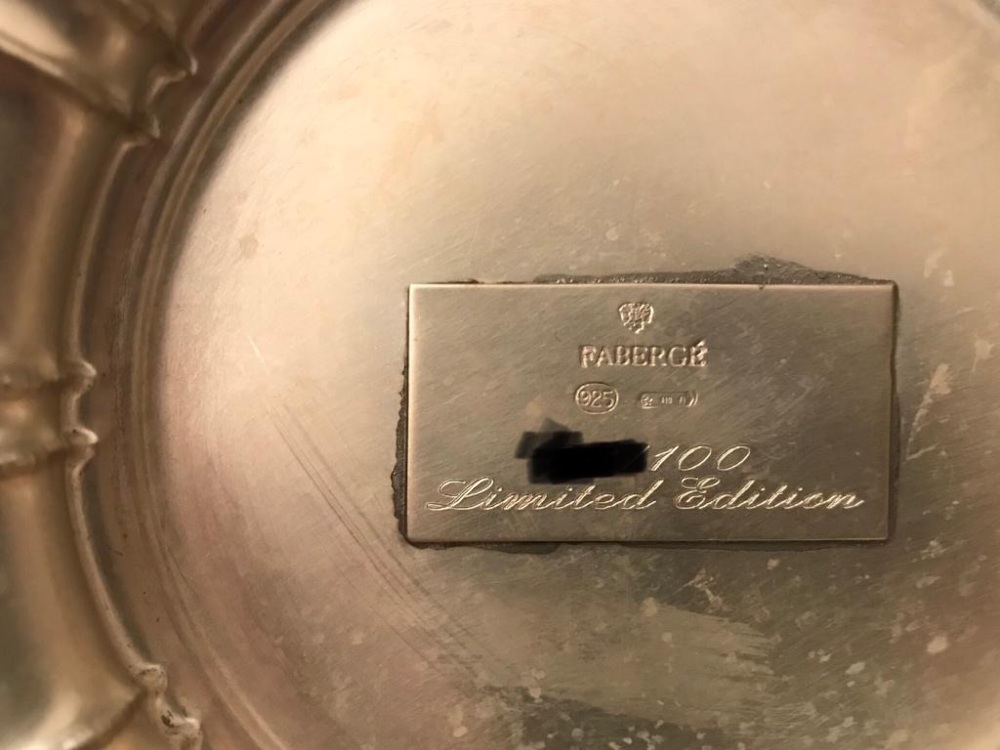 FABERGÉ
925
/100
Limited Edition